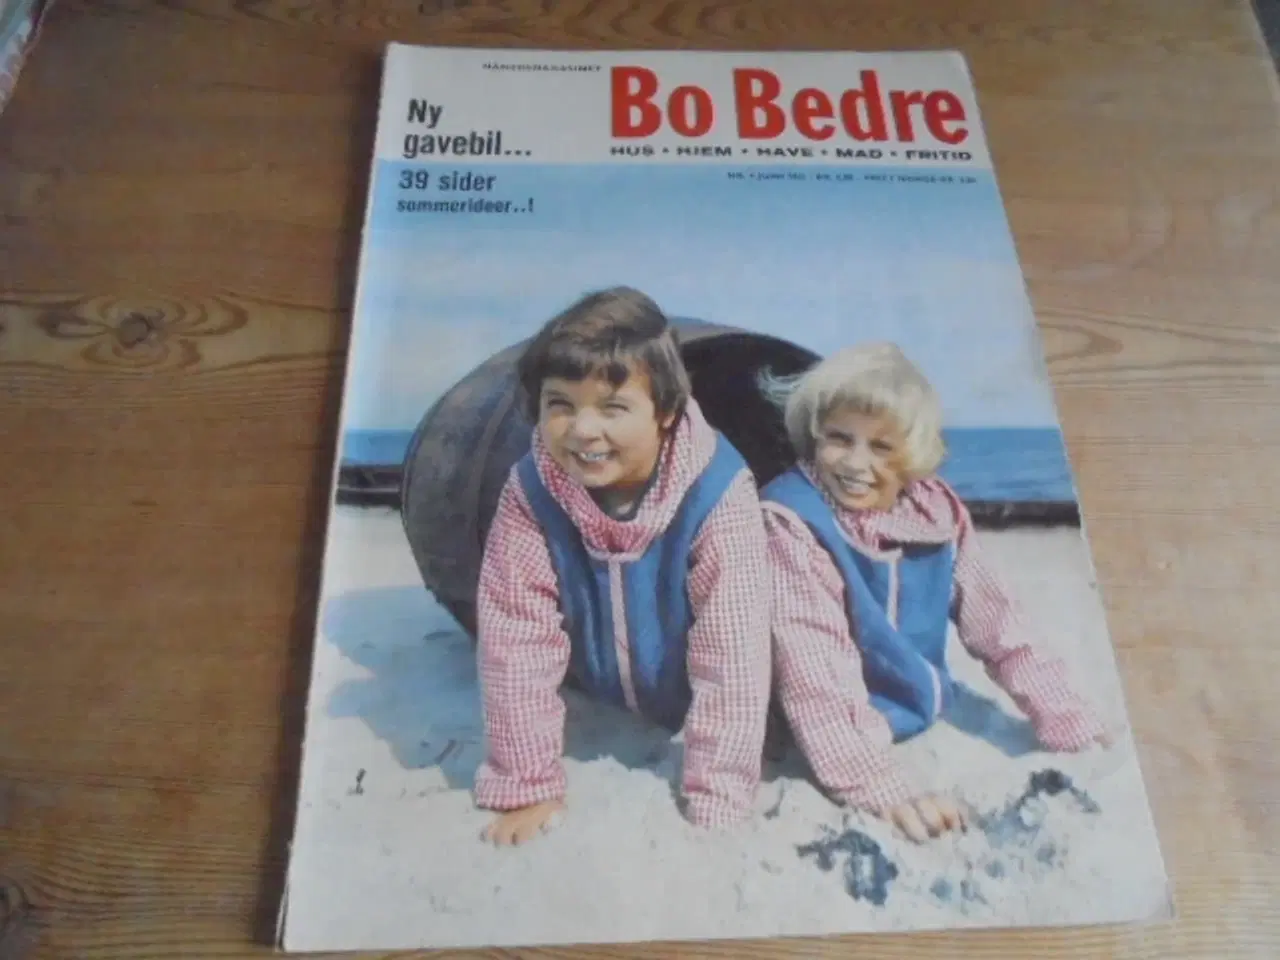 MÅNEDSMAGASINET
Bo Bedre
HUS • HJEM • HAVE • MAD • FRITID
Ny
gavebil...
39 sider
sommerideer..!